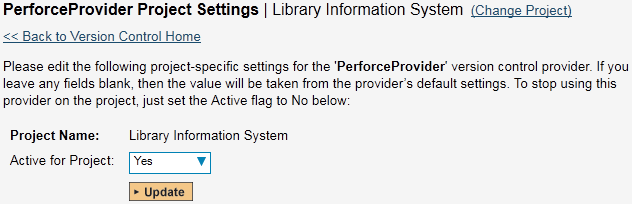 PerforceProvider Project Settings | Library Information System (Change Project)
<< Back to Version Control Home
Please edit the following project-specific settings for the 'PerforceProvider' version control provider. If you
leave any fields blank, then the value will be taken from the provider's default settings. To stop using this
provider on the project, just set the Active flag to No below:
Project Name: Library Information System
Active for Project: Yes
Update